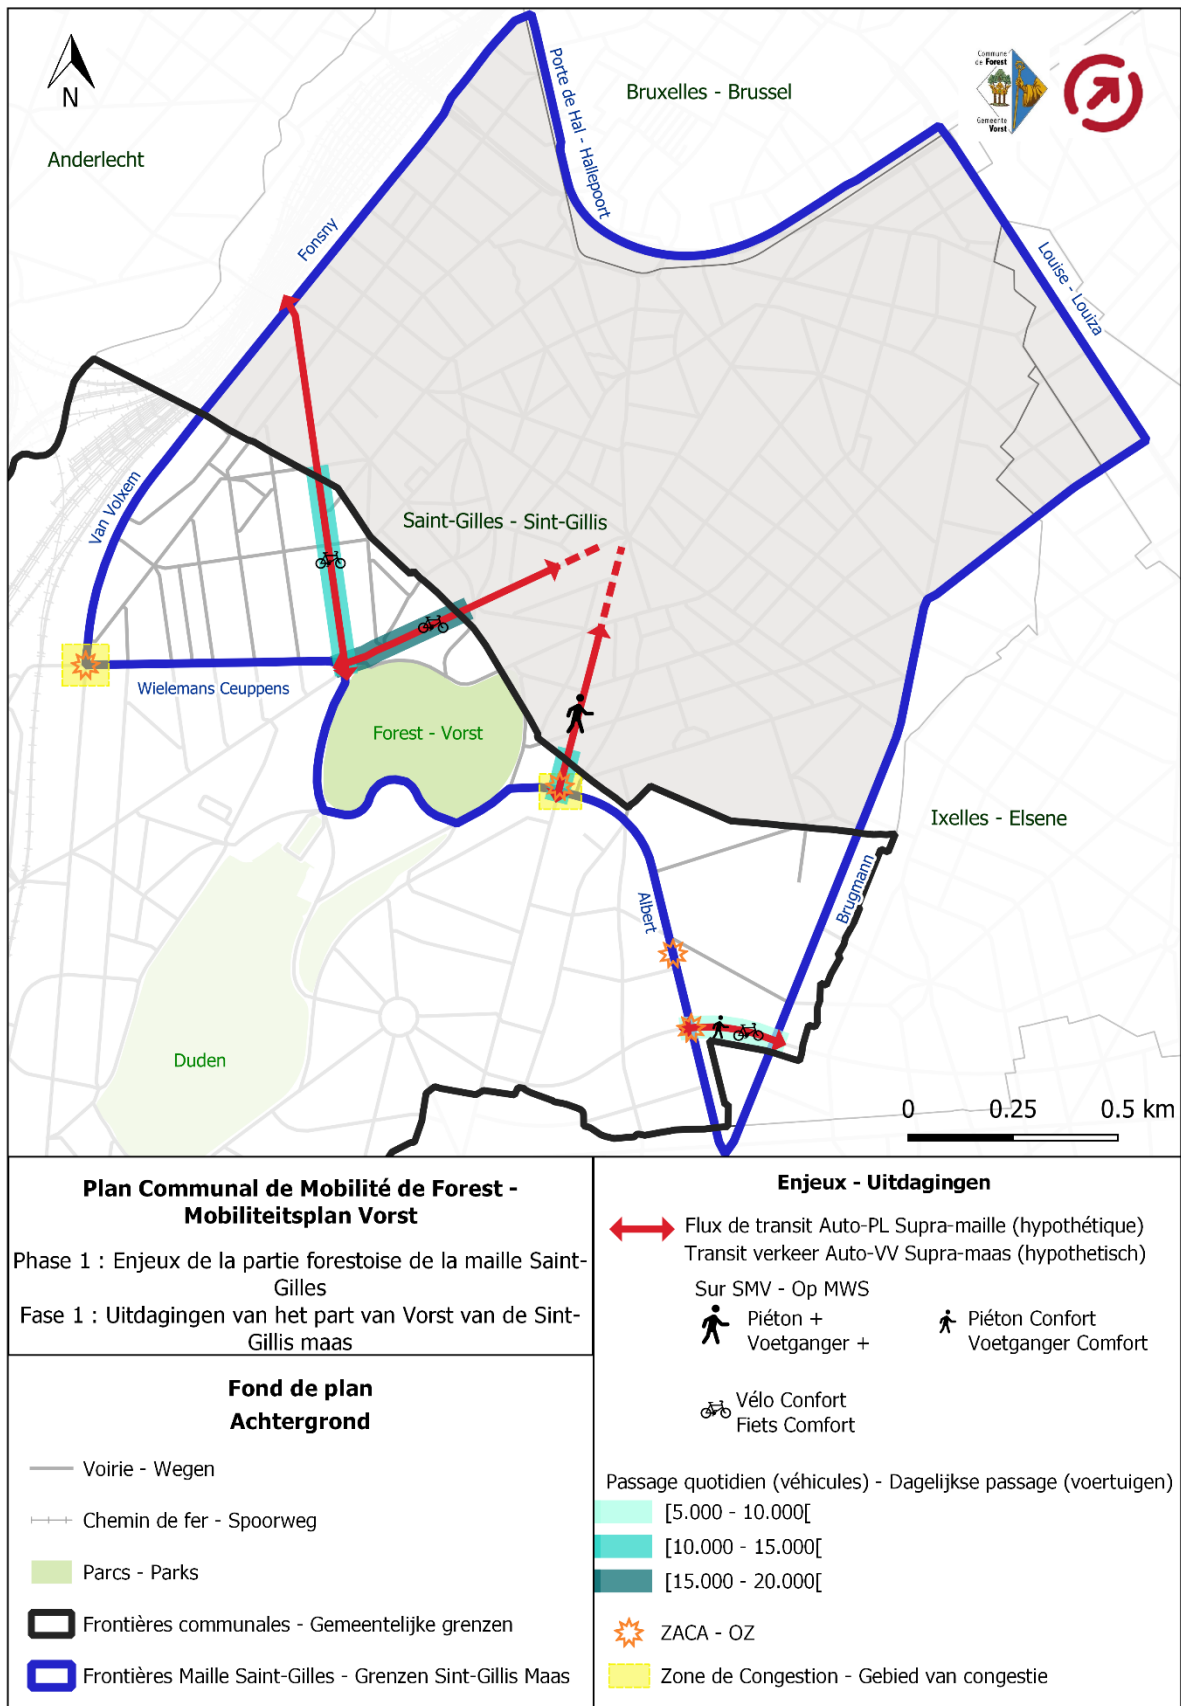 N
Anderlecht
Fonsny
Porte de Hal - Hallepoort
Bruxelles - Brussel
Commune
de Forest
Gemeente
Vorst
Louise - Louiza
Van Volxem
Saint-Gilles - Sint-Gillis
Wielemans Ceuppens
Forest - Vorst
Ixelles - Elsene
Albert
Brugmann
Duden
0 0.25 0.5 km
Plan Communal de Mobilité de Forest -
Mobiliteitsplan Vorst
Phase 1 : Enjeux de la partie forestoise de la maille Saint-
Gilles
Fase 1 : Uitdagingen van het part van Vorst van de Sint-
Gillis maas
Fond de plan
Achtergrond
Voirie - Wegen
Chemin de fer - Spoorweg
Parcs - Parks
Frontières communales - Gemeentelijke grenzen
Frontières Maille Saint-Gilles - Grenzen Sint-Gillis Maas
Enjeux - Uitdagingen
Flux de transit Auto-PL Supra-maille (hypothétique)
Transit verkeer Auto-VV Supra-maas (hypothetisch)
Sur SMV - Op MWS
Piéton +
Voetganger +
Piéton Confort
Voetganger Comfort
Vélo Confort
Fiets Comfort
Passage quotidien (véhicules) - Dagelijkse passage (voertuigen)
[5.000 - 10.000[
[10.000 - 15.000[
[15.000 - 20.000[
ZACA - OZ
Zone de Congestion - Gebied van congestie